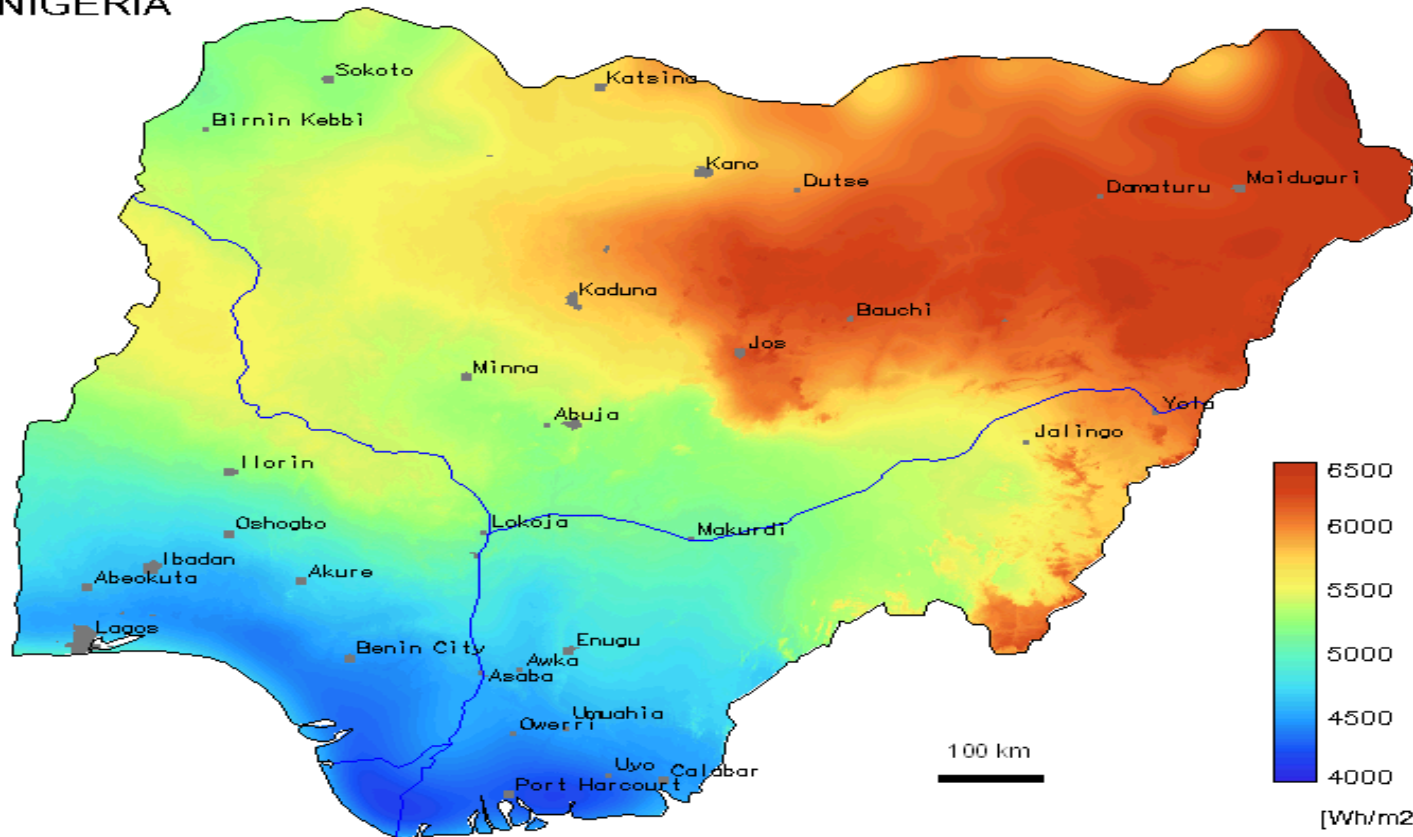 NIGERIA
Sokoto
Katsina
Birnin Kebbi
Kano
Dutse
Damaturu
Maiduguri
Kaduna
Bauchi
Jos
Minna
Abuja
Yola
Jalingo
Ilorin
Oshogbo
Lokoja
Makurdi
Ibadan
Abeokuta
Akure
Lagos
Benin City
Enugu
Awka
Asaba
Umuahia
Owerri
Uyo
Calabar
Port Harcourt
100 km
6500
6000
5500
5000
4500
4000
[Wh/m2